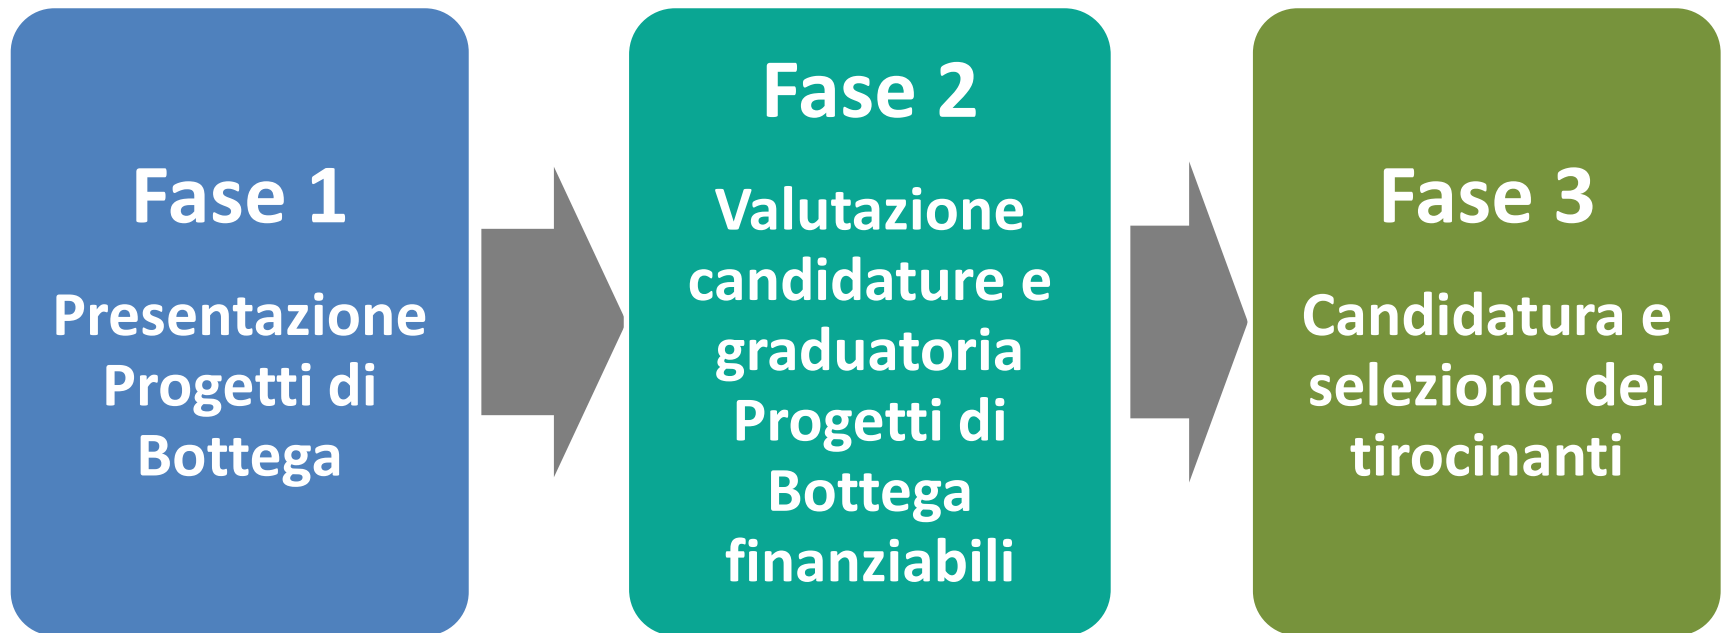 Fase 1
Presentazione
Progetti di
Bottega
Fase 2
Valutazione
candidature e
graduatoria
Progetti di
Bottega
finanziabili
Fase 3
Candidatura e
selezione  dei
tirocinanti